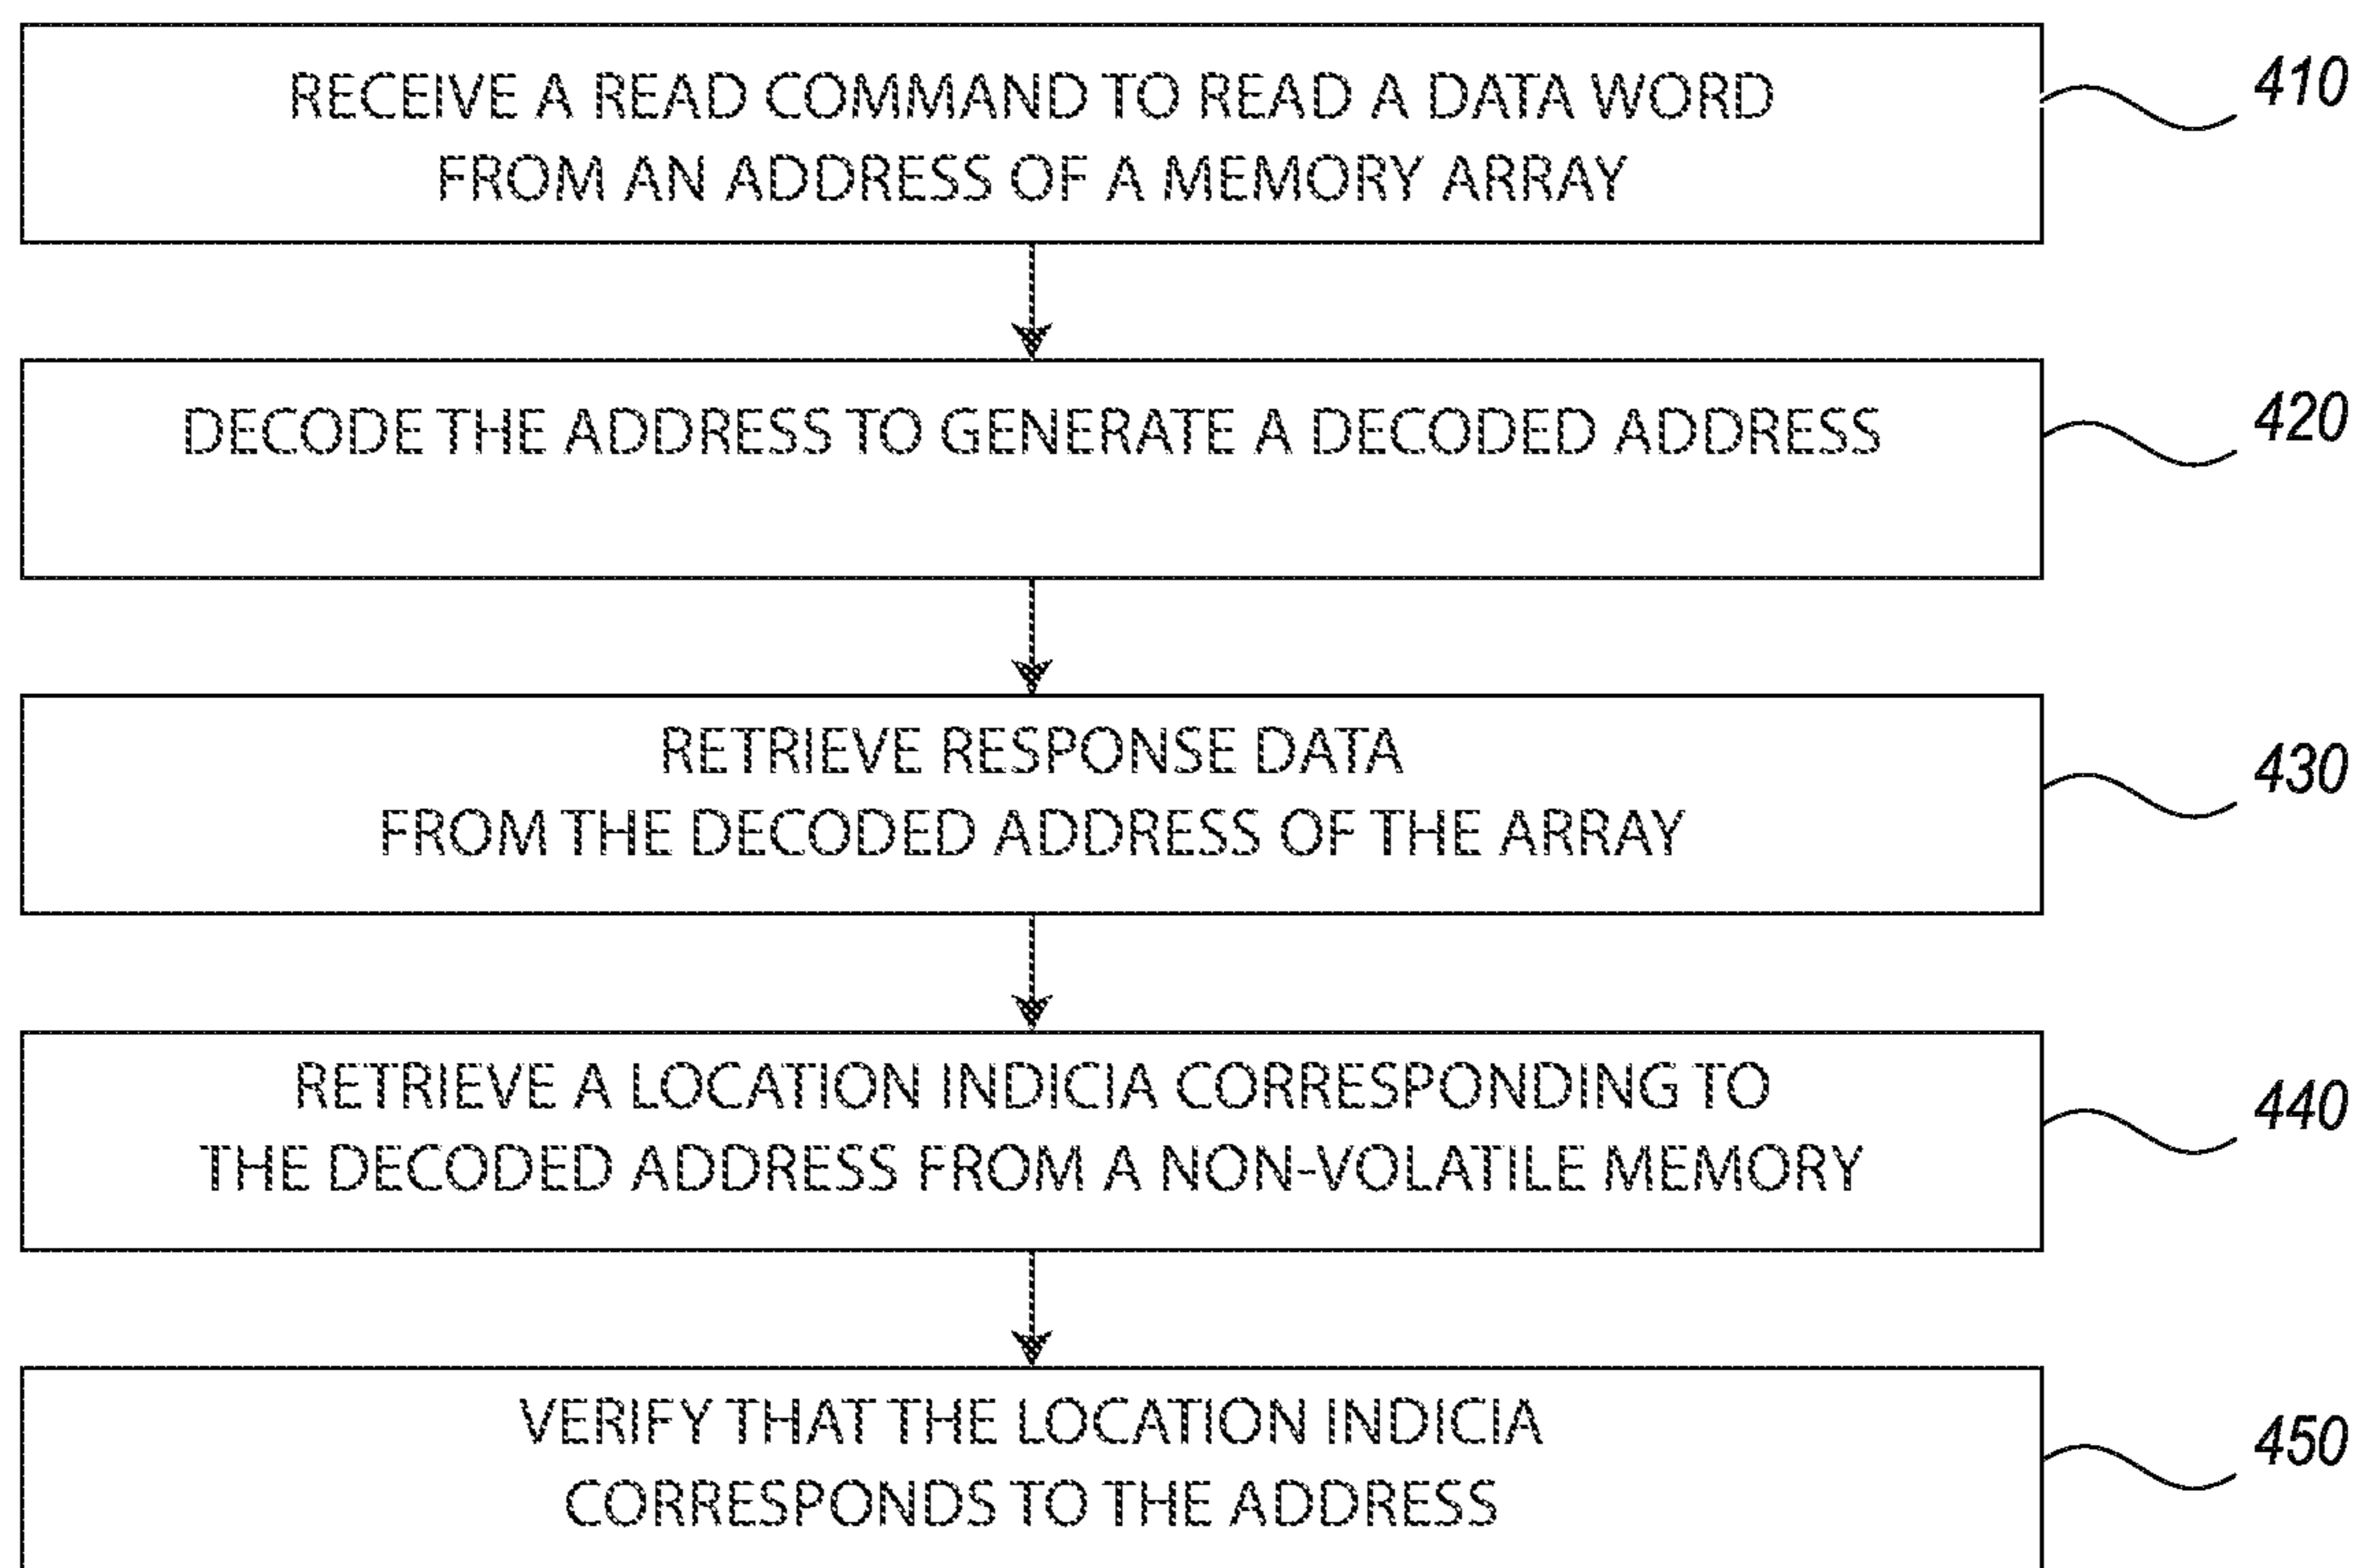 RECEIVE A READ COMMAND TO READ A DATA WORD
FROM AN ADDRESS OF A MEMORY ARRAY
410
DECODE THE ADDRESS TO GENERATE A DECODED ADDRESS
420
RETRIEVE RESPONSE DATA
FROM THE DECODED ADDRESS OF THE ARRAY
430
RETRIEVE A LOCATION INDICIA CORRESPONDING TO
THE DECODED ADDRESS FROM A NON-VOLATILE MEMORY
440
VERIFY THAT THE LOCATION INDICIA
CORRESPONDS TO THE ADDRESS
450